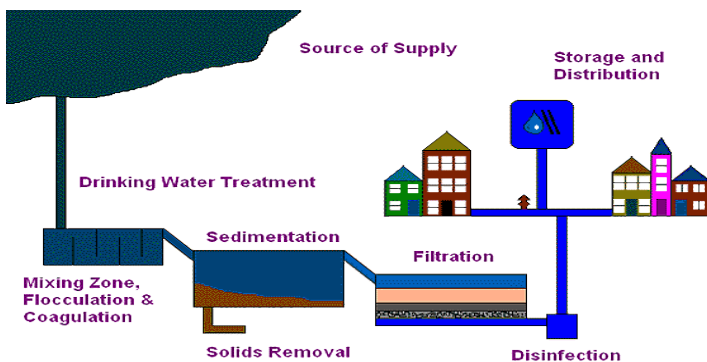 Source of Supply
Storage and
Distribution
Drinking Water Treatment
Sedimentation
Filtration
Mixing Zone,
Flocculation &
Coagulation
Solids Removal
Disinfection